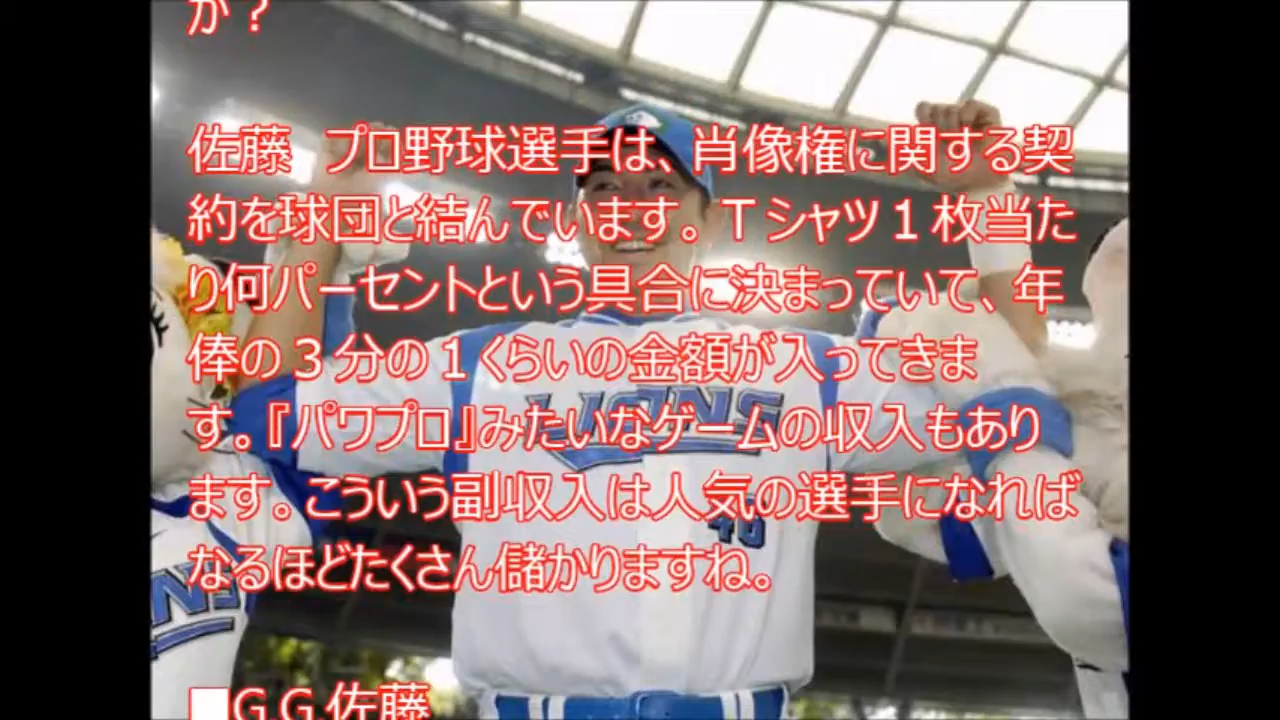 か？
佐藤　プロ野球選手は、肖像権に関する契
約を球団と結んでいます。Ｔシャツ１枚当た
り何パーセントという具合に決まっていて、年
俸の３分の１くらいの金額が入ってきま
す。『パワプロ』みたいなゲームの収入もあり
ます。こういう副収入は人気の選手になれば
なるほどたくさん儲かりますね。
■G.G.佐藤
LIONS
46